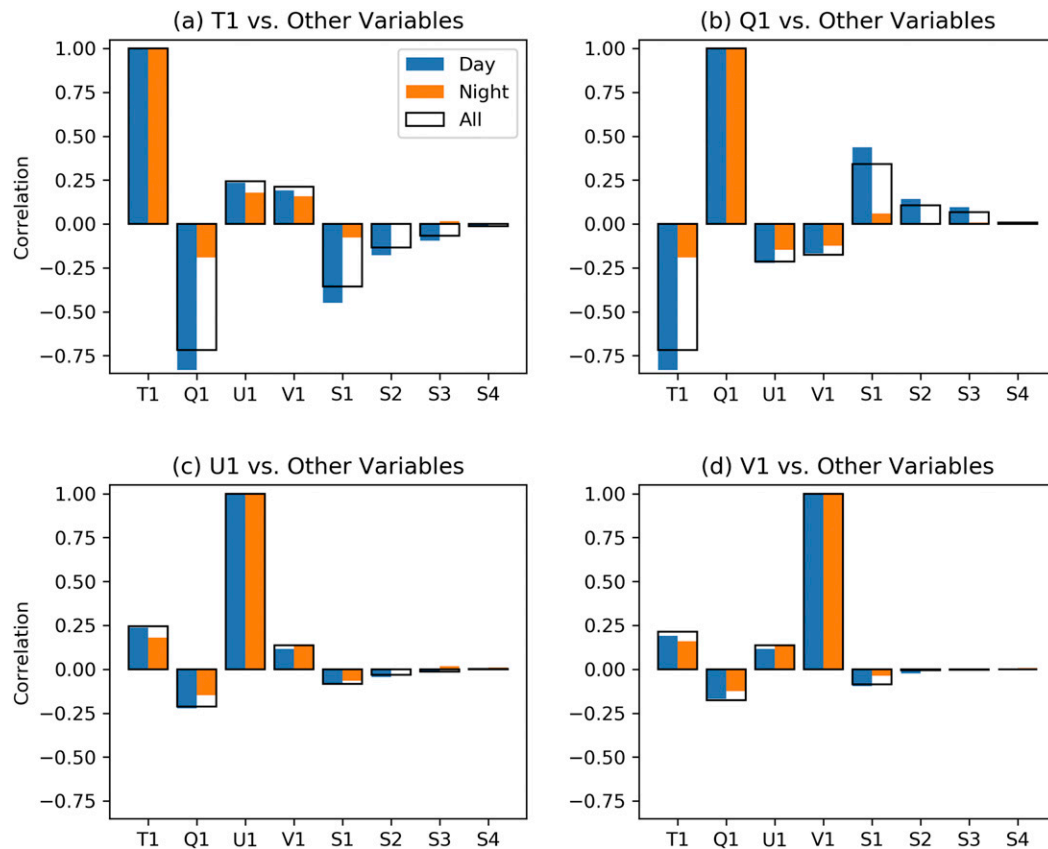 (a) T1 vs. Other Variables
1.00
0.75
0.50
0.25
0.00
−0.25
−0.50
−0.75
Correlation
Day
Night
All
T1 Q1 U1 V1 S1 S2 S3 S4
(b) Q1 vs. Other Variables
1.00
0.75
0.50
0.25
0.00
−0.25
−0.50
−0.75
T1 Q1 U1 V1 S1 S2 S3 S4
(c) U1 vs. Other Variables
1.00
0.75
0.50
0.25
0.00
−0.25
−0.50
−0.75
Correlation
T1 Q1 U1 V1 S1 S2 S3 S4
(d) V1 vs. Other Variables
1.00
0.75
0.50
0.25
0.00
−0.25
−0.50
−0.75
T1 Q1 U1 V1 S1 S2 S3 S4